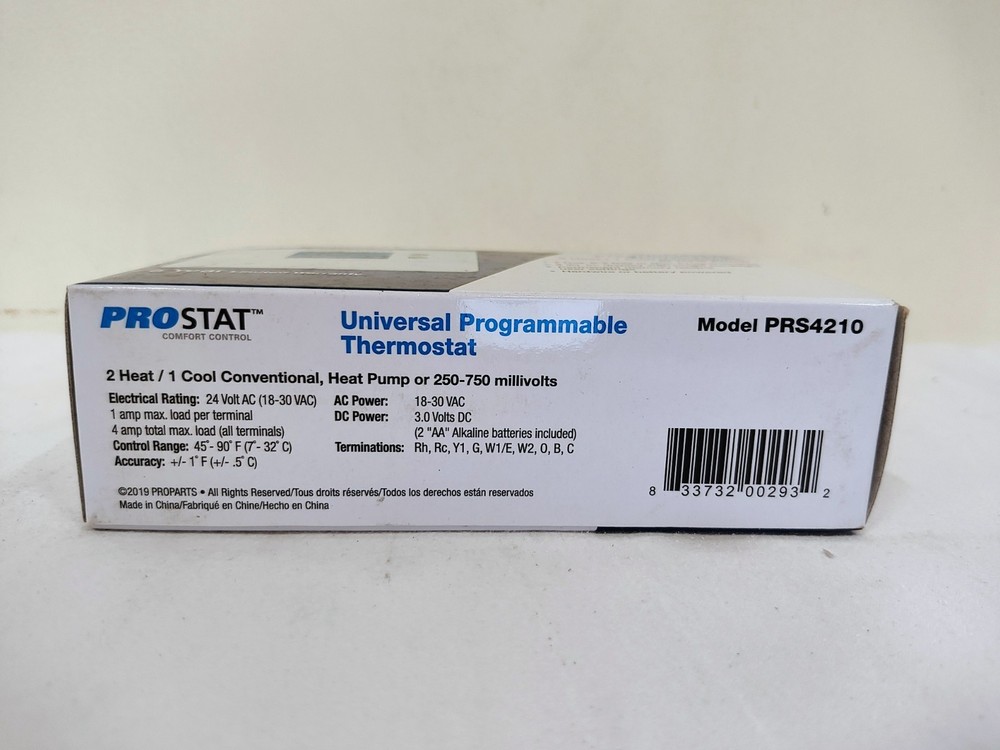 PROSTAT™
COMFORT CONTROL
Universal Programmable
Thermostat
Model PRS4210
2 Heat / 1 Cool Conventional, Heat Pump or 250-750 millivolts
Electrical Rating: 24 Volt AC (18-30 VAC)
1 amp max. load per terminal
4 amp total max. load (all terminals)
Control Range: 45°- 90° F (7°- 32° C)
Accuracy: +/- 1° F (+/- .5° C)
AC Power: 18-30 VAC
DC Power: 3.0 Volts DC
(2 "AA" Alkaline batteries included)
Terminations: Rh, Rc, Y1, G, W1/E, W2, O, B, C
©2019 PROPARTS • All Rights Reserved/Tous droits réservés/Todos los derechos están reservados
Made in China/Fabriqué en Chine/Hecho en China
8 33732 00293 2